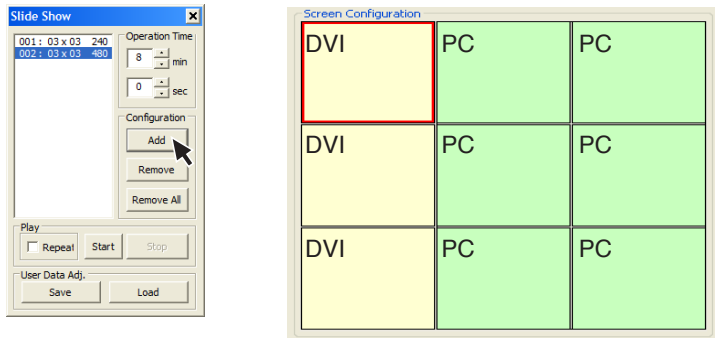 Slide Show
001 : 03 x 03 240
002 : 03 x 03 480
Operation Time
8 min
0 sec
Configuration
Add
Remove
Remove All
Play
Repeat Start Stop
User Data Adj.
Save Load
Screen Configuration
DVI PC PC
DVI PC PC
DVI PC PC